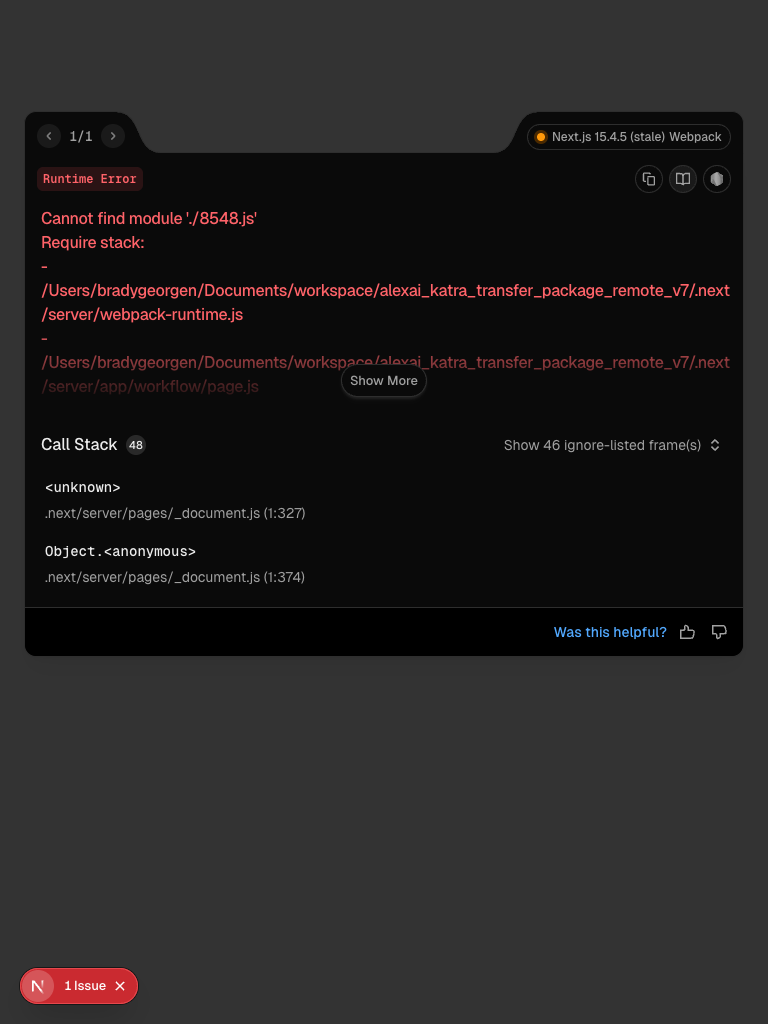 1/1
Next.js 15.4.5 (stale) Webpack
Runtime Error
Cannot find module './8548.js'
Require stack:
-
/Users/bradygeorgen/Documents/workspace/alexai_katra_transfer_package_remote_v7/.next
/server/webpack-runtime.js
-
/Users/bradygeorgen/Documents/workspace/alexai_katra_transfer_package_remote_v7/.next
/server/app/workflow/page.js
Show More
Call Stack 48
Show 46 ignore-listed frame(s)
<unknown>
.next/server/pages/_document.js (1:327)
Object.<anonymous>
.next/server/pages/_document.js (1:374)
Was this helpful?
N 1 Issue